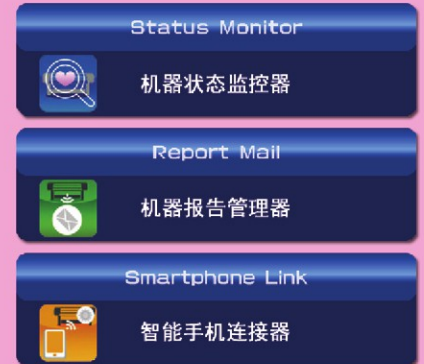 Status Monitor
机器状态监控器
Report Mail
机器报告管理器
Smartphone Link
智能手机连接器